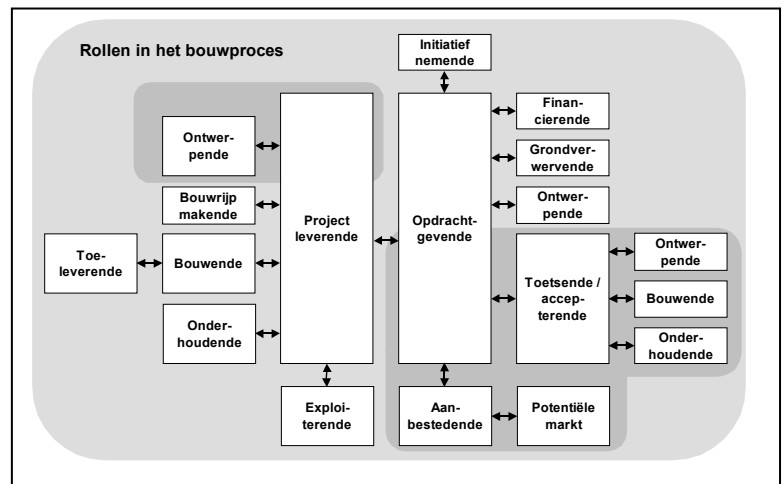 Rollen in het bouwproces
Initiatief
nemende
Ontwer-
pende
Bouwrijp
makende
Toe-
leverende
Bouwende
Onder-
houdende
Project
leverende
Exploi-
terende
Opdracht-
gevende
Finan-
cierende
Grondver-
wervende
Ontwer-
pende
Toetsende /
accep-
terende
Ontwer-
pende
Bouwende
Onder-
houdende
Aan-
bestedende
Potentiële
markt